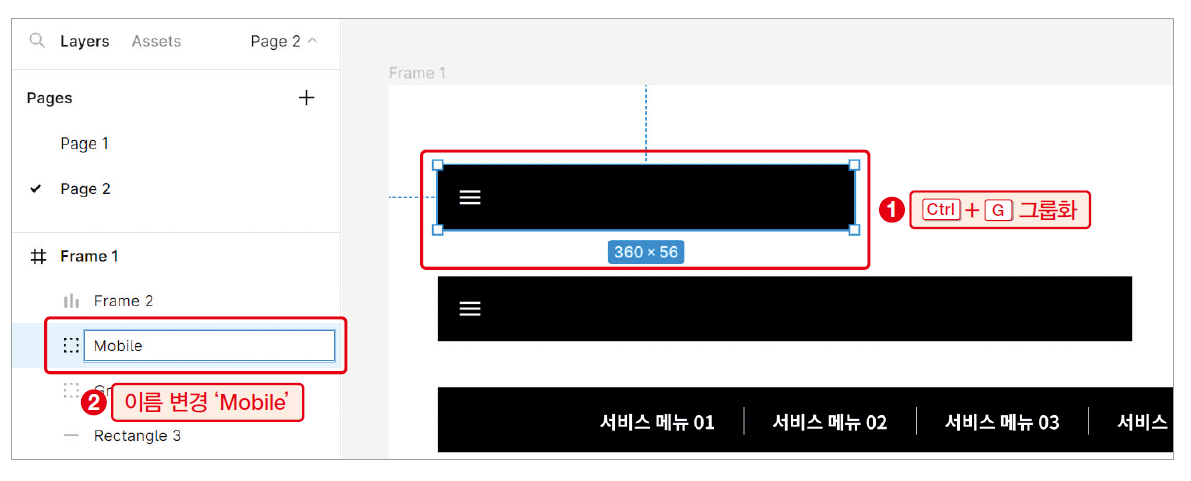 Layers Assets Page 2
Pages
Page 1
Page 2
Frame 1
Frame 2
Mobile
2 이름 변경 ‘Mobile’
Rectangle 3
Frame 1
1 Ctrl + G 그룹화
360 × 56
서비스 메뉴 01 서비스 메뉴 02 서비스 메뉴 03 서비스